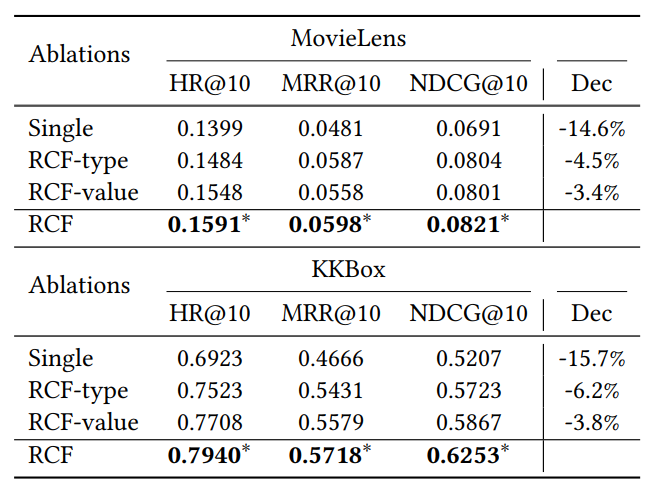 Ablations MovieLens
HR@10 MRR@10 NDCG@10 Dec
Single 0.1399 0.0481 0.0691 -14.6%
RCF-type 0.1484 0.0587 0.0804 -4.5%
RCF-value 0.1548 0.0558 0.0801 -3.4%
RCF 0.1591* 0.0598* 0.0821*
Ablations KKBox
HR@10 MRR@10 NDCG@10 Dec
Single 0.6923 0.4666 0.5207 -15.7%
RCF-type 0.7523 0.5431 0.5723 -6.2%
RCF-value 0.7708 0.5579 0.5867 -3.8%
RCF 0.7940* 0.5718* 0.6253*